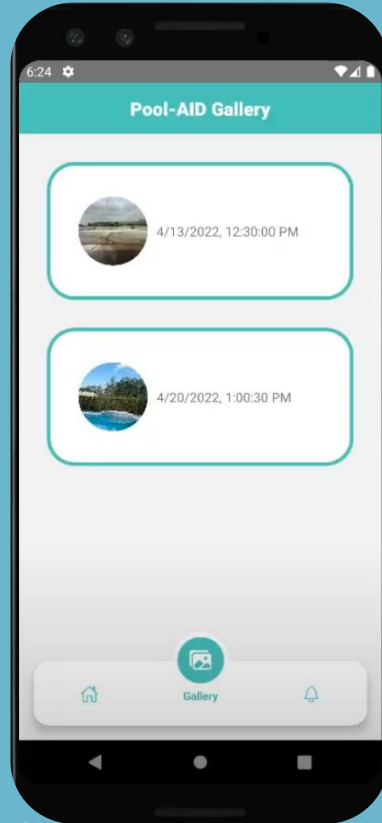 6:24
Pool-AID Gallery
4/13/2022, 12:30:00 PM
4/20/2022, 1:00:30 PM
Gallery